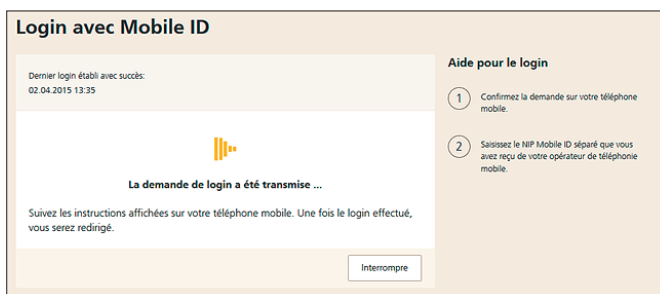 Login avec Mobile ID
Dernier login établi avec succès:
02.04.2015 13:35
La demande de login a été transmise ...
Suivez les instructions affichées sur votre téléphone mobile. Une fois le login effectué,
vous serez redirigé.
Interrompre
Aide pour le login
1 Confirmez la demande sur votre téléphone
mobile.
2 Saisissez le NIP Mobile ID séparé que vous
avez reçu de votre opérateur de téléphonie
mobile.